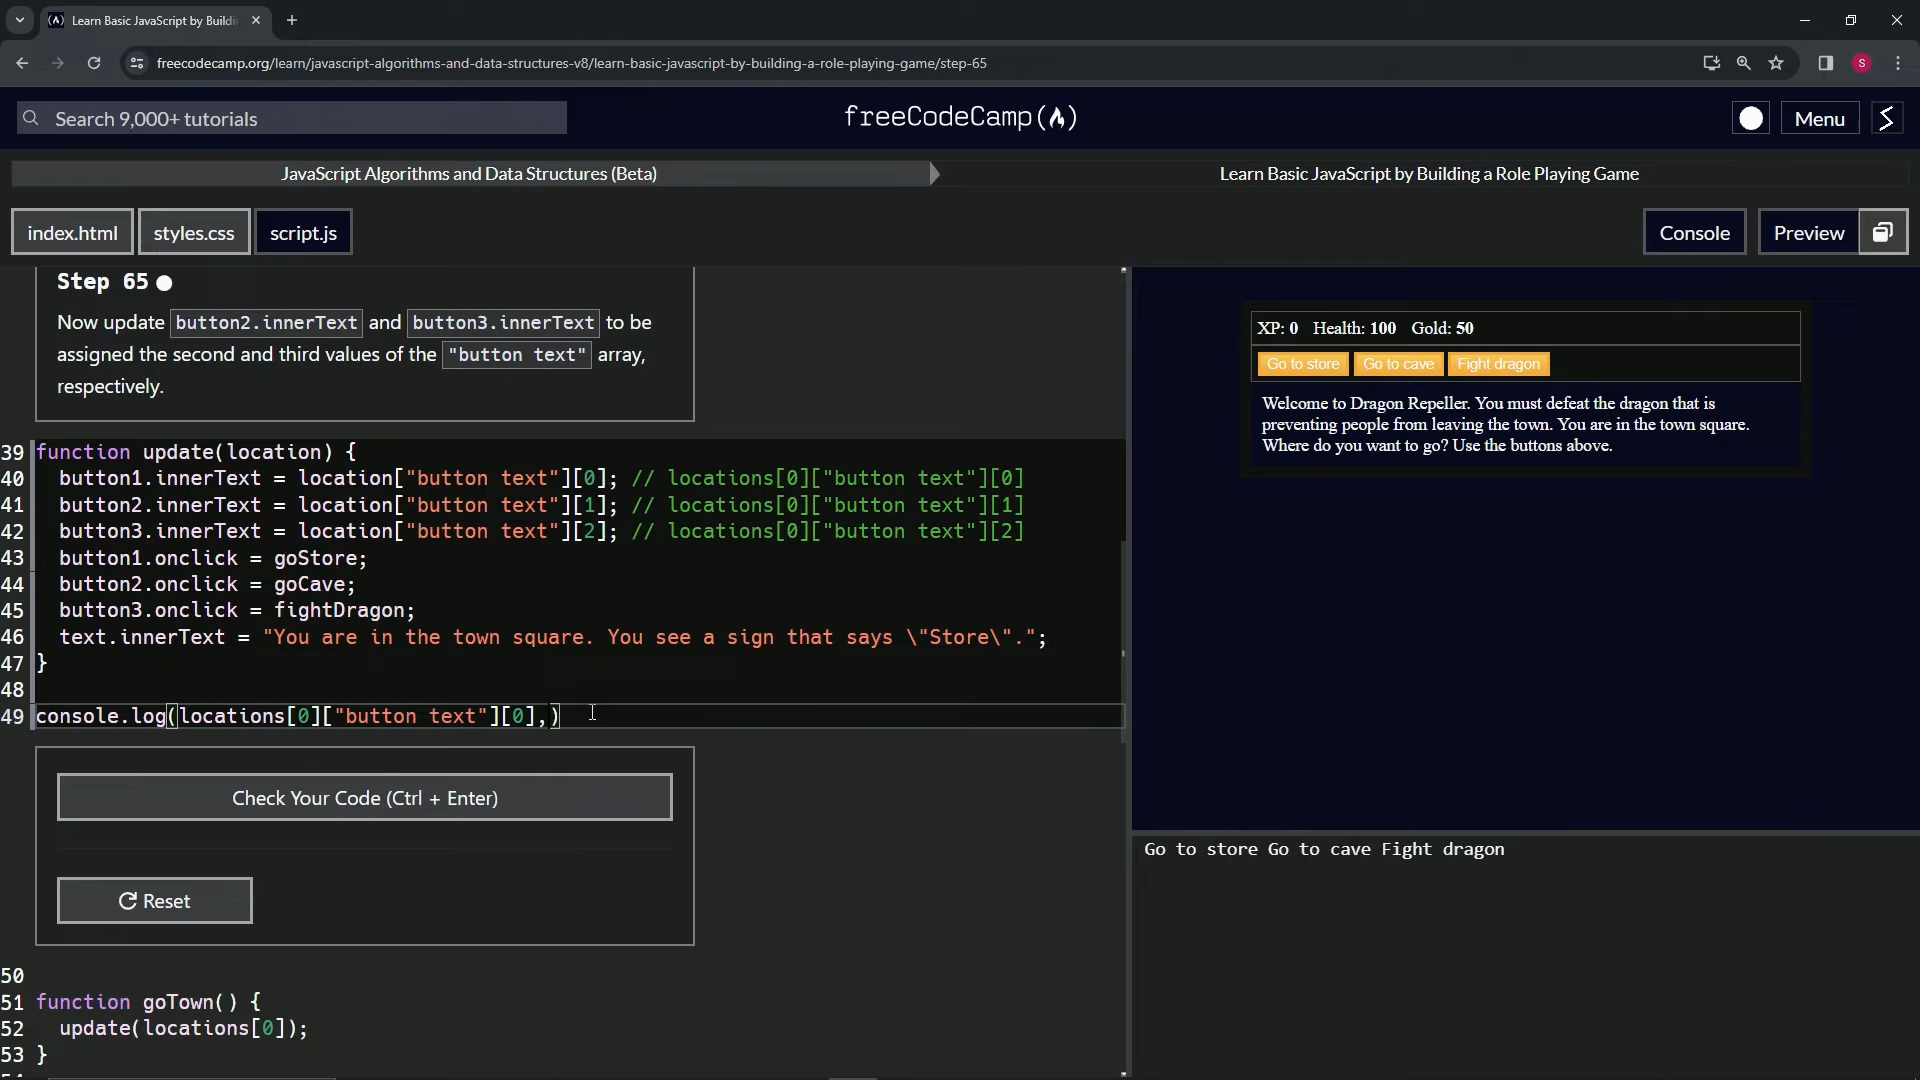 Learn Basic JavaScript by Buildi
freecodecamp.org/learn/javascript-algorithms-and-data-structures-v8/learn-basic-javascript-by-building-a-role-playing-game/step-65
S
Search 9,000+ tutorials
freeCodeCamp(🔥)
Menu
JavaScript Algorithms and Data Structures (Beta)
Learn Basic JavaScript by Building a Role Playing Game
index.html
styles.css
script.js
Console
Preview
Step 65
Now update button2.innerText and button3.innerText to be
assigned the second and third values of the "button text" array,
respectively.
39 function update(location) {
40 button1.innerText = location["button text"][0]; // locations[0]["button text"][0]
41 button2.innerText = location["button text"][1]; // locations[0]["button text"][1]
42 button3.innerText = location["button text"][2]; // locations[0]["button text"][2]
43 button1.onclick = goStore;
44 button2.onclick = goCave;
45 button3.onclick = fightDragon;
46 text.innerText = "You are in the town square. You see a sign that says \"Store\".";
47 }
48
49 console.log(locations[0]["button text"][0],)
Check Your Code (Ctrl + Enter)
Reset
50
51 function goTown() {
52 update(locations[0]);
53 }
XP: 0 Health: 100 Gold: 50
Go to store Go to cave Fight dragon
Welcome to Dragon Repeller. You must defeat the dragon that is
preventing people from leaving the town. You are in the town square.
Where do you want to go? Use the buttons above.
Go to store Go to cave Fight dragon